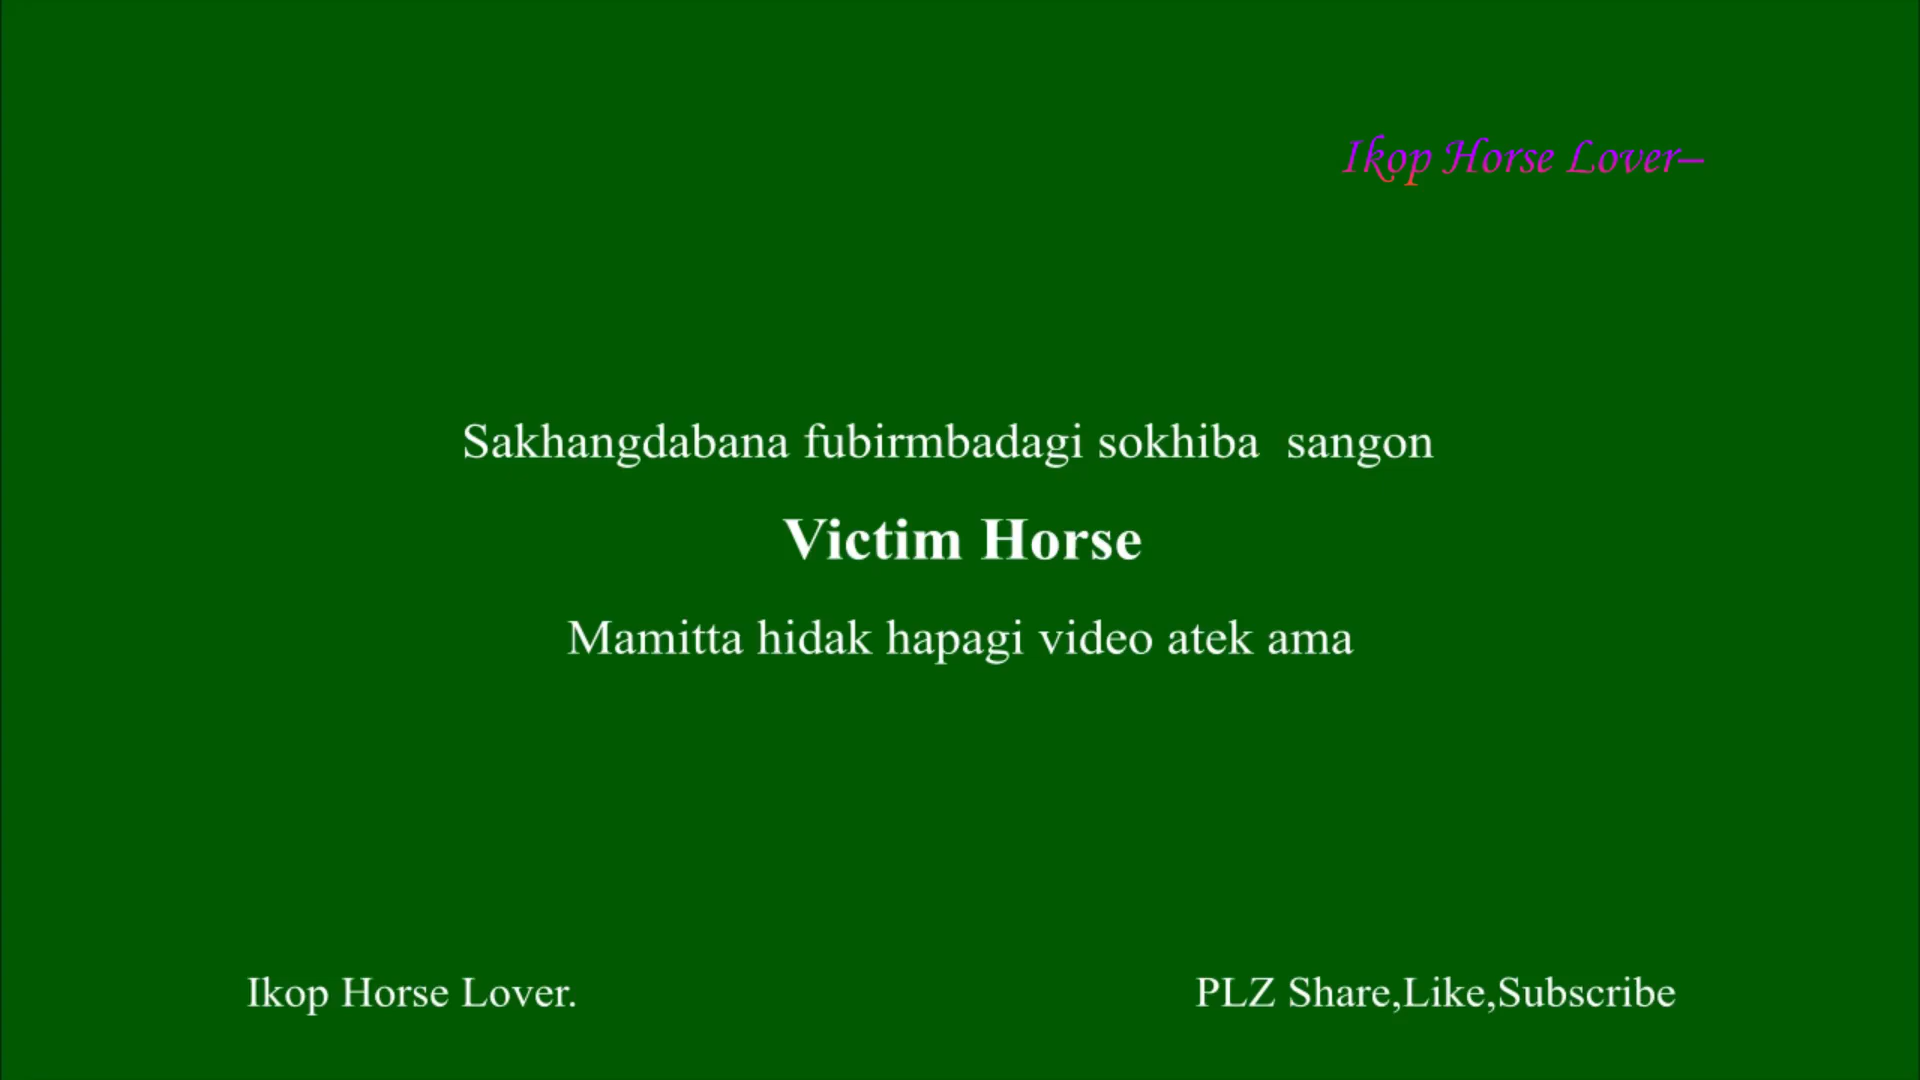 Ikop Horse Lover–
Sakhangdabana fubirmbadagi sokhiba  sangon
Victim Horse
Mamitta hidak hapagi video atek ama
Ikop Horse Lover.
PLZ Share,Like,Subscribe